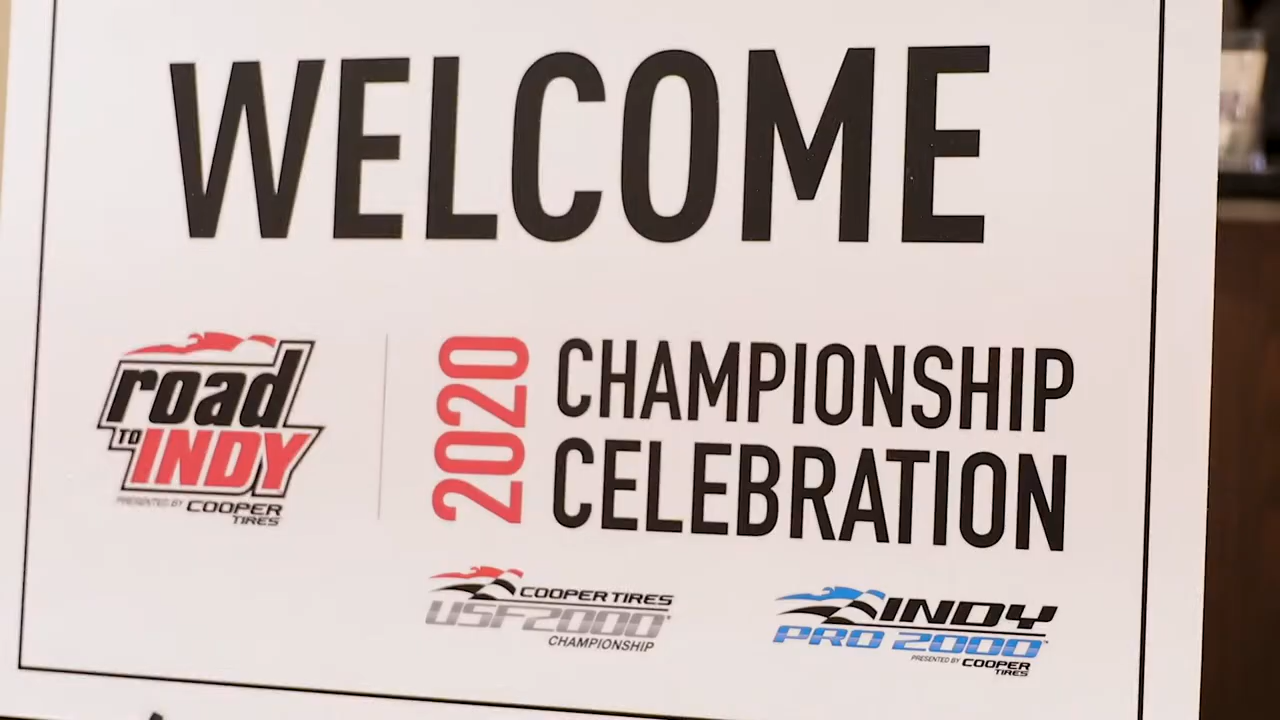 WELCOME
road
TO INDY
PRESENTED BY COOPER
TIRES
2020
CHAMPIONSHIP
CELEBRATION
COOPER TIRES
USF2000
CHAMPIONSHIP
INDY
PRO 2000
PRESENTED BY COOPER
TIRES